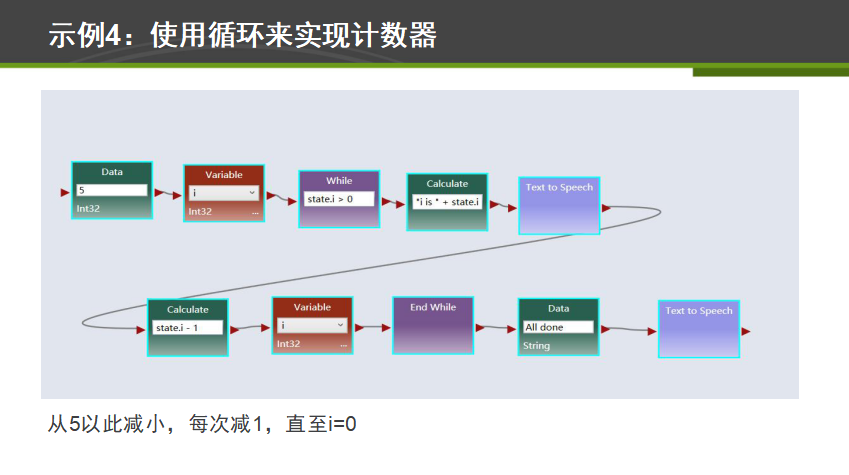 示例4：使用循环来实现计数器
Data
5
Int32
Variable
i
Int32 ...
While
state.i > 0
Calculate
"i is " + state.i
Text to Speech
Calculate
state.i - 1
Variable
i
Int32 ...
End While
Data
All done
String
Text to Speech
从5以此减小，每次减1，直至i=0